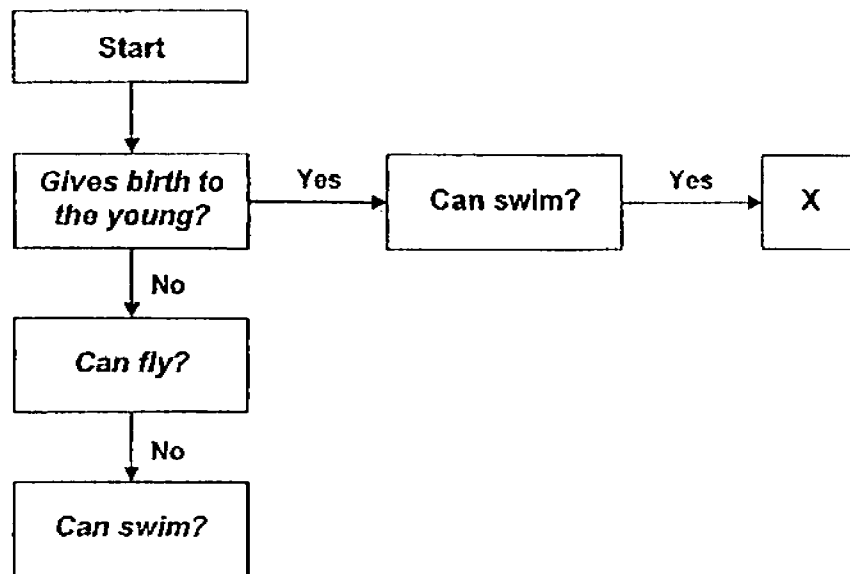 Start
Gives birth to
the young?
Yes
Can swim?
Yes
X
No
Can fly?
No
Can swim?